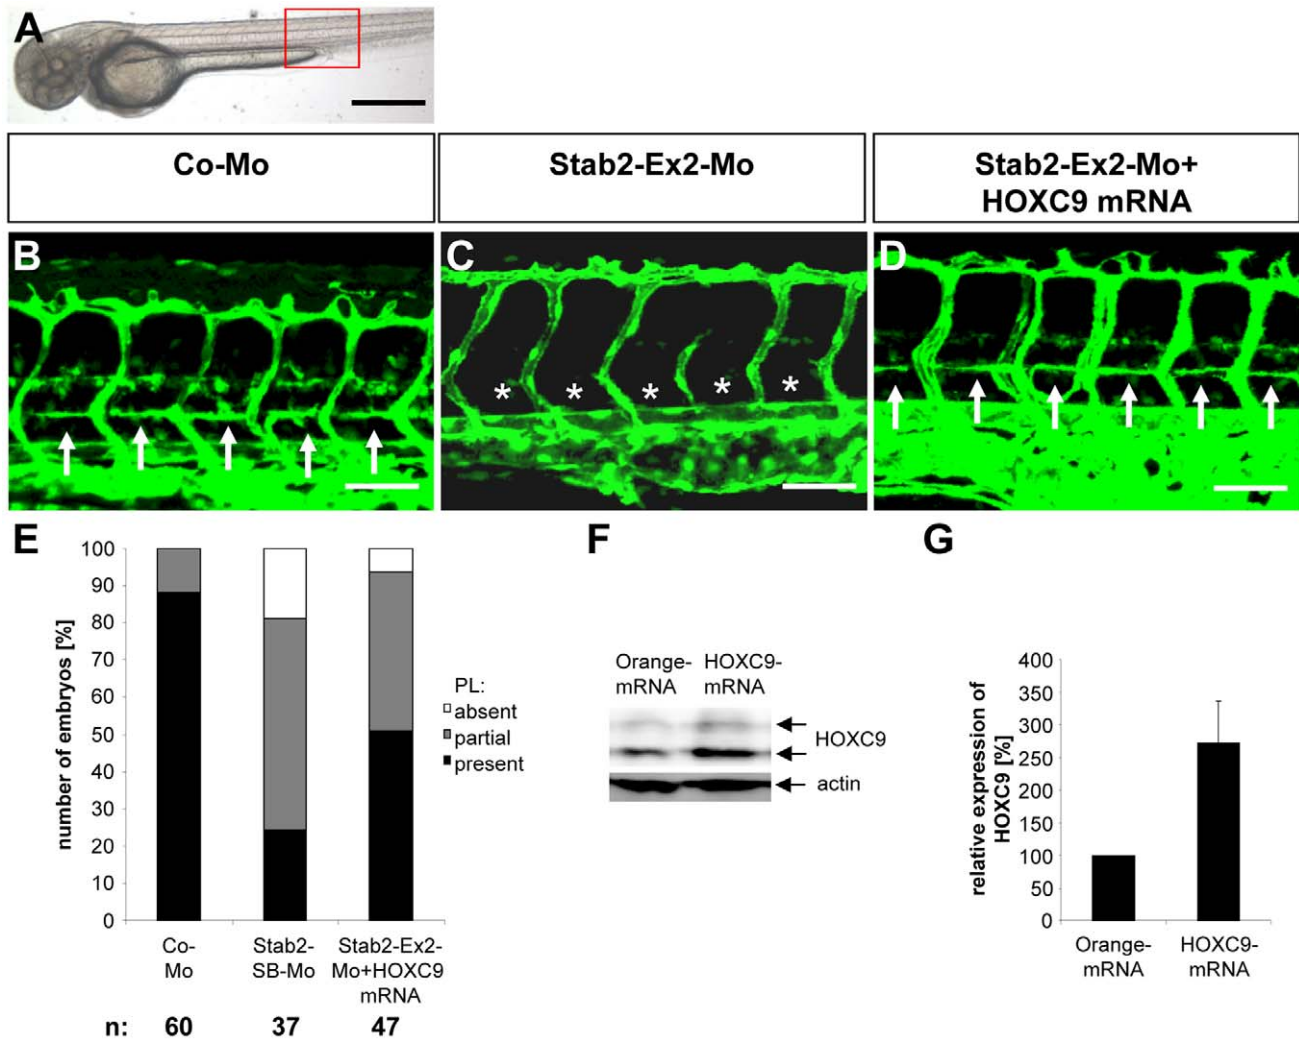 A
Co-Mo
Stab2-Ex2-Mo
Stab2-Ex2-Mo+
HOXC9 mRNA
B
C
* * * * *
D
E
number of embryos [%]
100
90
80
70
60
50
40
30
20
10
0
Co-
Mo
Stab2-
SB-Mo
Stab2-Ex2-
Mo+HOXC9
mRNA
n: 60 37 47
PL:
absent
partial
present
F
Orange-
mRNA
HOXC9-
mRNA
HOXC9
actin
G
relative expression of
HOXC9 [%]
400
350
300
250
200
150
100
50
0
Orange-
mRNA
HOXC9-
mRNA